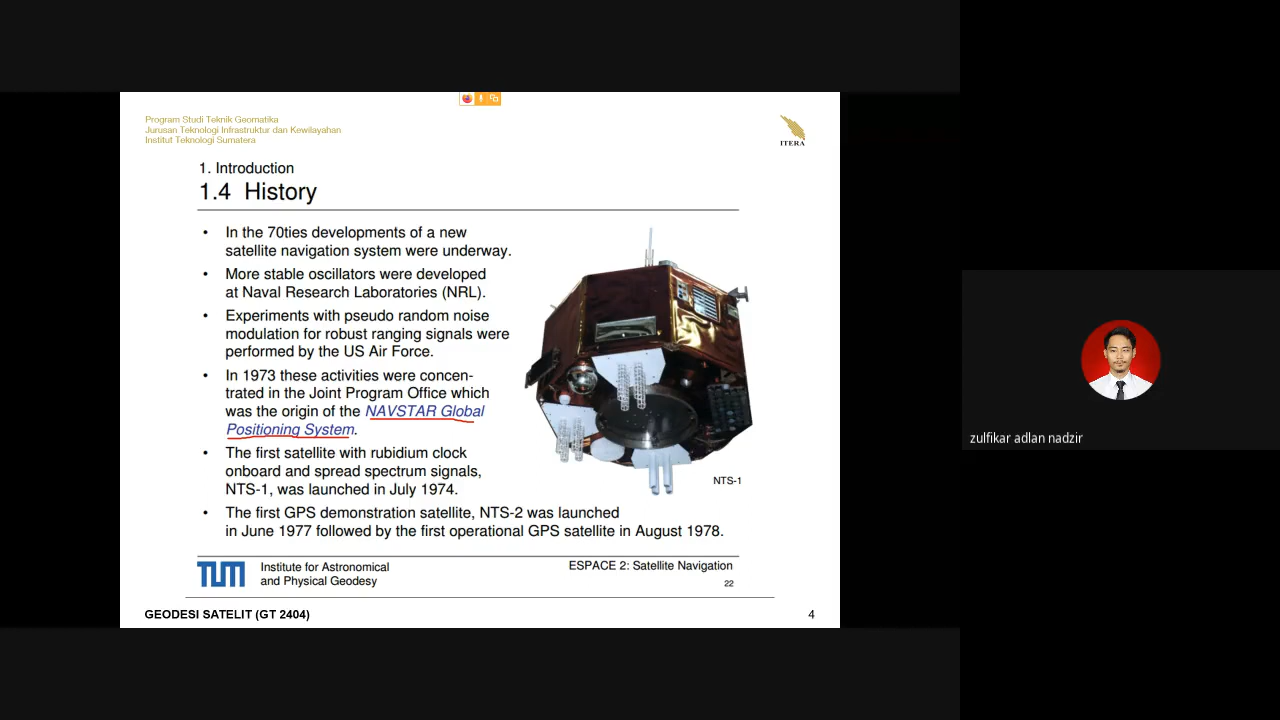 Program Studi Teknik Geomatika
Jurusan Teknologi Infrastruktur dan Kewilayahan
Institut Teknologi Sumatera
ITERA
1. Introduction
1.4 History
• In the 70ties developments of a new
satellite navigation system were underway.
• More stable oscillators were developed
at Naval Research Laboratories (NRL).
• Experiments with pseudo random noise
modulation for robust ranging signals were
performed by the US Air Force.
• In 1973 these activities were concen-
trated in the Joint Program Office which
was the origin of the NAVSTAR Global
Positioning System.
• The first satellite with rubidium clock
onboard and spread spectrum signals,
NTS-1, was launched in July 1974.
NTS-1
• The first GPS demonstration satellite, NTS-2 was launched
in June 1977 followed by the first operational GPS satellite in August 1978.
TUM
Institute for Astronomical
and Physical Geodesy
ESPACE 2: Satellite Navigation
22
GEODESI SATELIT (GT 2404)
4
zulfikar adlan nadzir